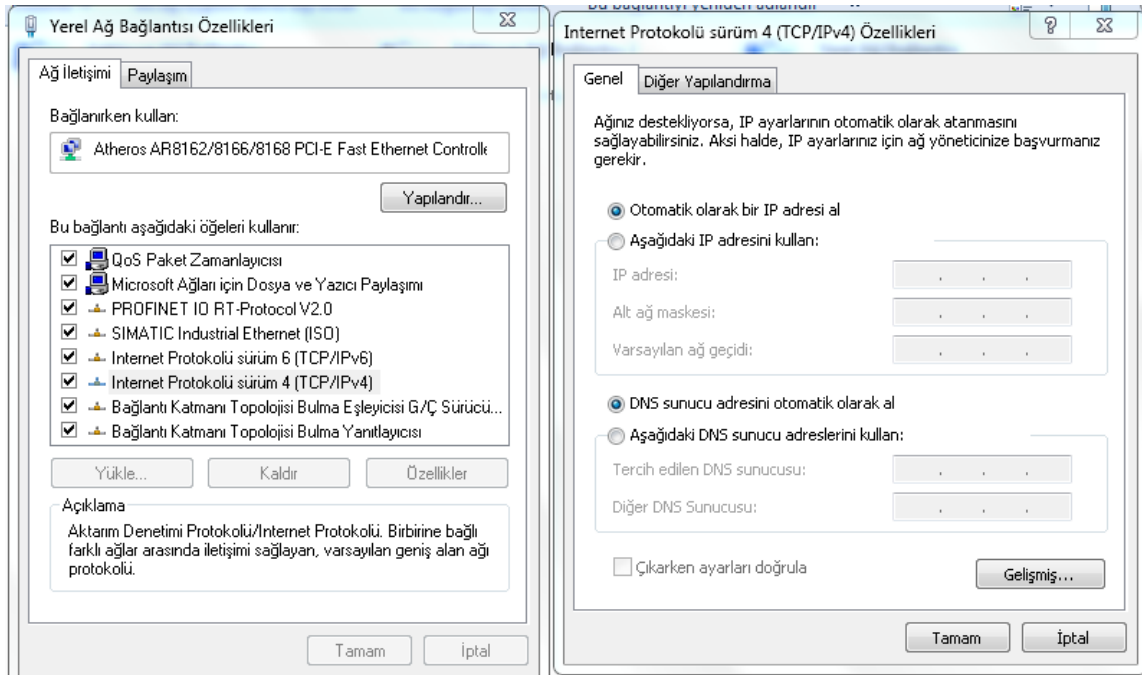 Yerel Ağ Bağlantısı Özellikleri
Ağ İletişimi
Paylaşım
Bağlanırken kullan:
Atheros AR8162/8166/8168 PCI-E Fast Ethernet Controlle
Yapılandır...
Bu bağlantı aşağıdaki öğeleri kullanır:
QoS Paket Zamanlayıcısı
Microsoft Ağları için Dosya ve Yazıcı Paylaşımı
PROFINET IO RT-Protocol V2.0
SIMATIC Industrial Ethernet (ISO)
Internet Protokolü sürüm 6 (TCP/IPv6)
Internet Protokolü sürüm 4 (TCP/IPv4)
Bağlantı Katmanı Topolojisi Bulma Eşleyicisi G/Ç Sürücü...
Bağlantı Katmanı Topolojisi Bulma Yanıtlayıcısı
Yükle...
Kaldır
Özellikler
Açıklama
Aktarım Denetimi Protokolü/Internet Protokolü. Birbirine bağlı
farklı ağlar arasında iletişimi sağlayan, varsayılan geniş alan ağı
protokolü.
Tamam
İptal
Bu bağlantıyı yeniden adlandır
Internet Protokolü sürüm 4 (TCP/IPv4) Özellikleri
Genel
Diğer Yapılandırma
Ağınız destekliyorsa, IP ayarlarının otomatik olarak atanmasını
sağlayabilirsiniz. Aksi halde, IP ayarlarınız için ağ yöneticinize başvurmanız
gerekir.
Otomatik olarak bir IP adresi al
Aşağıdaki IP adresini kullan:
IP adresi:
Alt ağ maskesi:
Varsayılan ağ geçidi:
DNS sunucu adresini otomatik olarak al
Aşağıdaki DNS sunucu adreslerini kullan:
Tercih edilen DNS sunucusu:
Diğer DNS Sunucusu:
Çıkarken ayarları doğrula
Gelişmiş...
Tamam
İptal